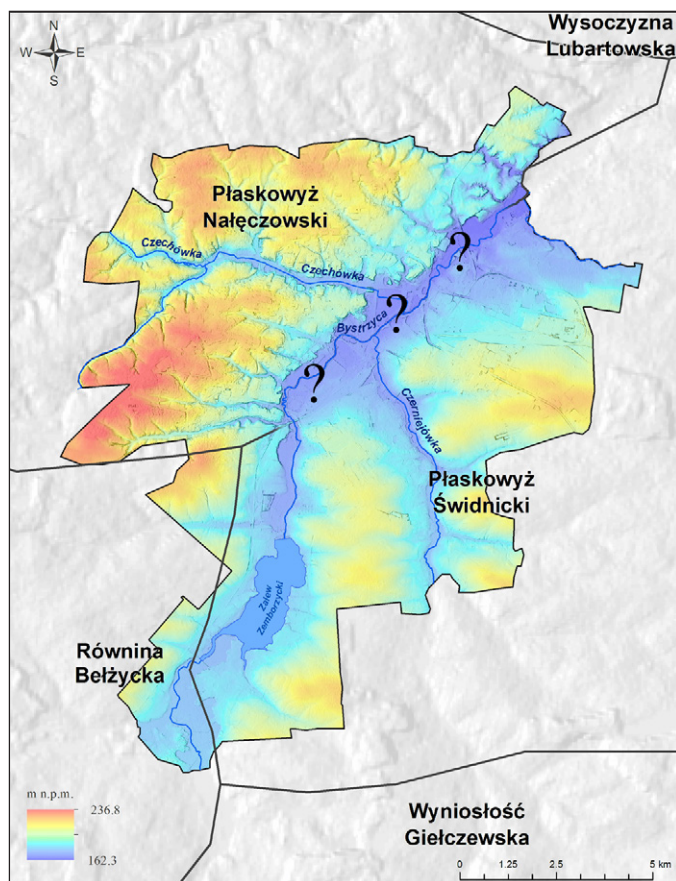 Wysoczyzna
Lubartowska
N
W E
S
Płaskowyż
Nałęczowski
Czechówka
Czechówka
?
?
Bystrzyca
?
Czerniejówka
Płaskowyż
Świdnicki
Zalew
Zemborzycki
Równina
Bełżycka
m n.p.m.
236.8
162.3
Wyniosłość
Giełczewska
0 1.25 2.5 5 km